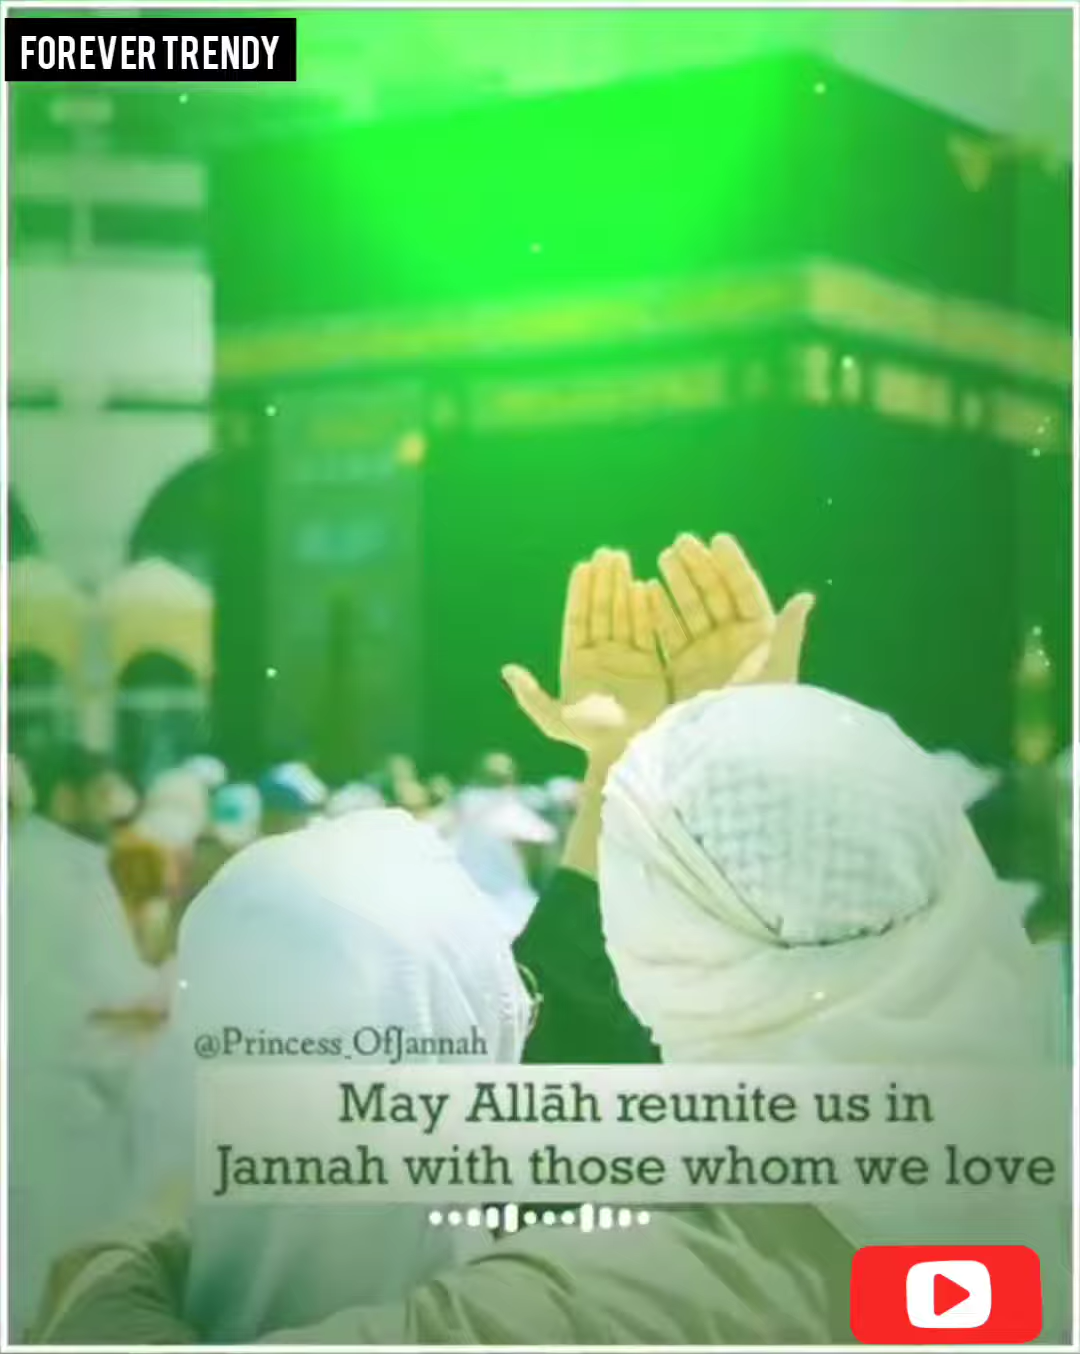 FOREVER TRENDY
@Princess_OfJannah
May Allāh reunite us in
Jannah with those whom we love